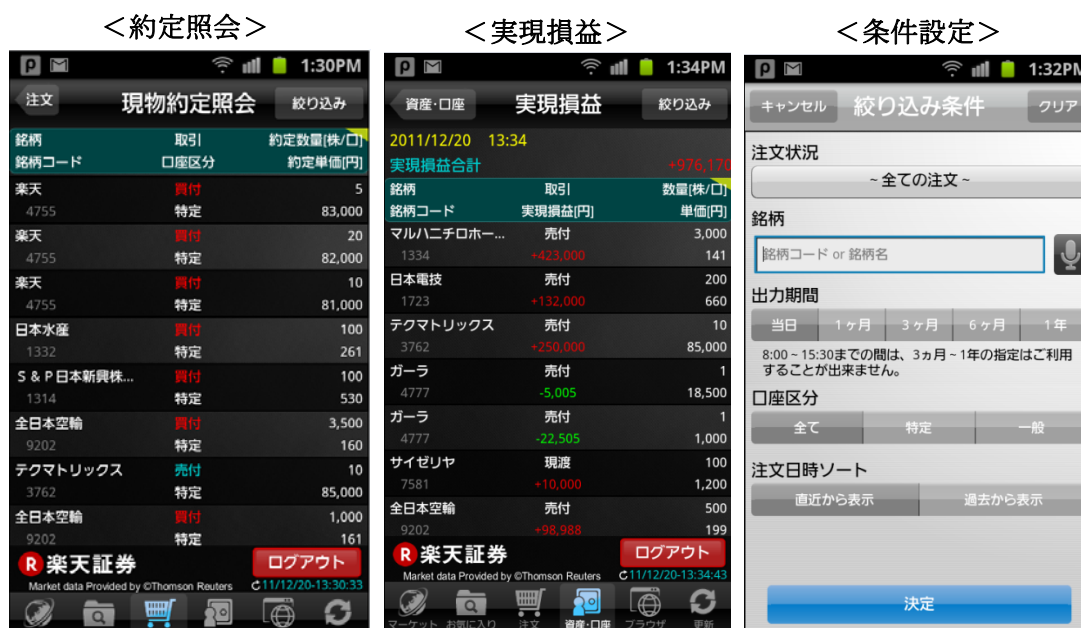 ＜約定照会＞
1:30PM
注文 現物約定照会 絞り込み
銘柄 取引 約定数量[株/口]
銘柄コード 口座区分 約定単価[円]
楽天 買付 5
4755 特定 83,000
楽天 買付 20
4755 特定 82,000
楽天 買付 10
4755 特定 81,000
日本水産 買付 100
1332 特定 261
Ｓ＆Ｐ日本新興株... 買付 100
1314 特定 530
全日本空輸 買付 3,500
9202 特定 160
テクマトリックス 売付 10
3762 特定 85,000
全日本空輸 買付 1,000
9202 特定 161
R 楽天証券 ログアウト
Market data Provided by ©Thomson Reuters 11/12/20-13:30:33
＜実現損益＞
1:34PM
資産・口座 実現損益 絞り込み
2011/12/20 13:34
実現損益合計 +976,170
銘柄 取引 数量[株/口]
銘柄コード 実現損益[円] 単価[円]
マルハニチロホー... 売付 3,000
1334 +423,000 141
日本電技 売付 200
1723 +132,000 660
テクマトリックス 売付 10
3762 +250,000 85,000
ガーラ 売付 1
4777 -5,005 18,500
ガーラ 売付 1
4777 -22,505 1,000
サイゼリヤ 現渡 100
7581 +10,000 1,200
全日本空輸 売付 500
9202 +98,988 199
R 楽天証券 ログアウト
Market data Provided by ©Thomson Reuters 11/12/20-13:34:43
マーケット お気に入り 注文 資産・口座 ブラウザ 更新
＜条件設定＞
1:32PM
キャンセル 絞り込み条件 クリア
注文状況
~ 全ての注文 ~
銘柄
銘柄コード or 銘柄名
出力期間
当日 1ヶ月 3ヶ月 6ヶ月 1年
8:00 ~ 15:30までの間は、3ヵ月 ~ 1年の指定はご利用
することが出来ません。
口座区分
全て 特定 一般
注文日時ソート
直近から表示 過去から表示
決定